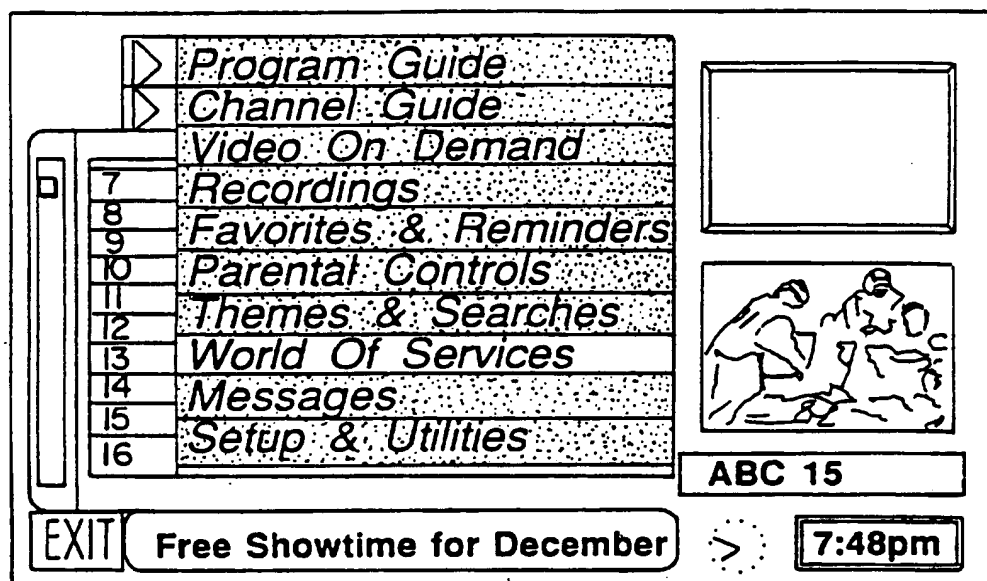 Program Guide
Channel Guide
Video On Demand
7 Recordings
8
9 Favorites & Reminders
10 Parental Controls
11
12 Themes & Searches
13 World Of Services
14 Messages
15 Setup & Utilities
16
ABC 15
EXIT Free Showtime for December 7:48pm